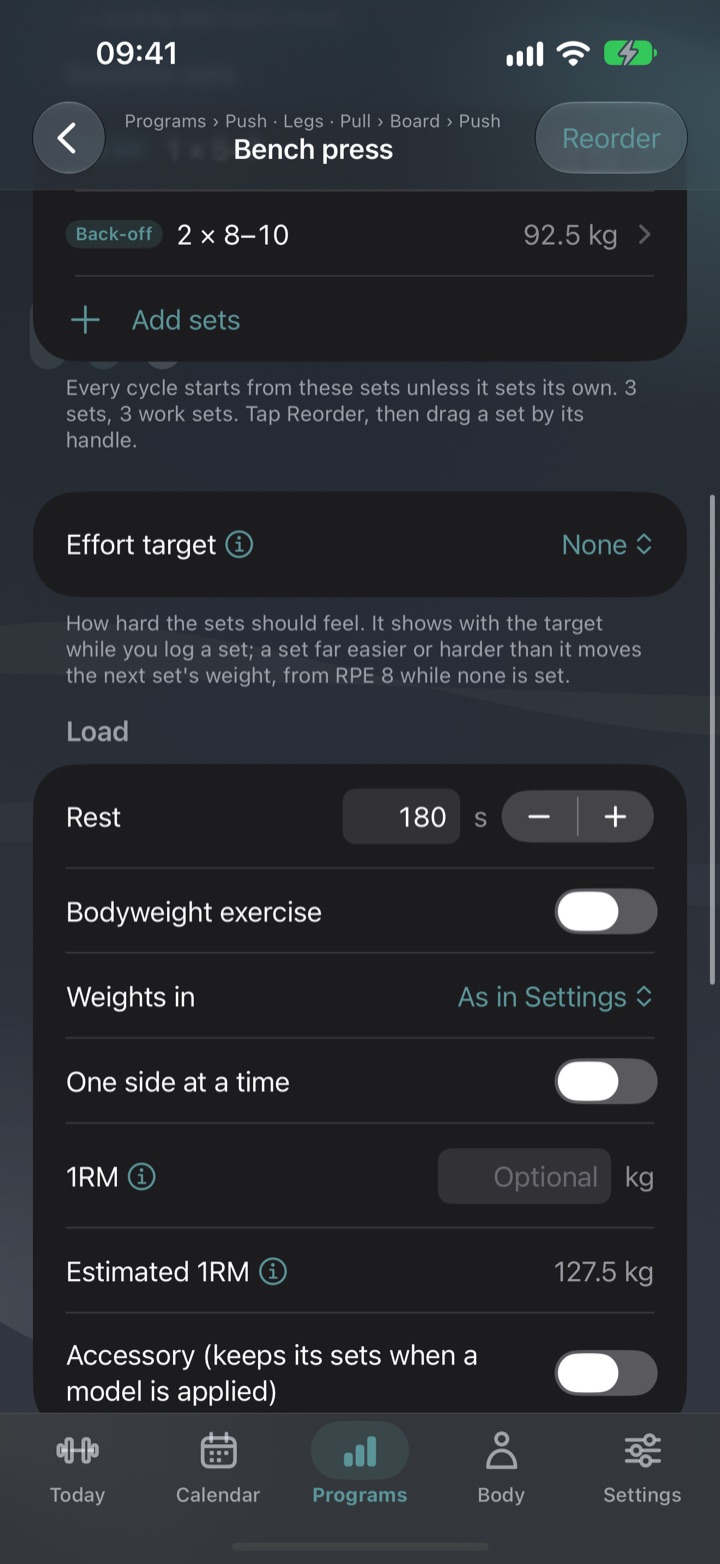 09:41
Programs › Push · Legs · Pull › Board › Push
Bench press
Reorder
Back-off 2 × 8–10 92.5 kg
Add sets
Every cycle starts from these sets unless it sets its own. 3
sets, 3 work sets. Tap Reorder, then drag a set by its
handle.
Effort target None
How hard the sets should feel. It shows with the target
while you log a set; a set far easier or harder than it moves
the next set's weight, from RPE 8 while none is set.
Load
Rest 180 s − +
Bodyweight exercise
Weights in As in Settings
One side at a time
1RM Optional kg
Estimated 1RM 127.5 kg
Accessory (keeps its sets when a
model is applied)
Today Calendar Programs Body Settings